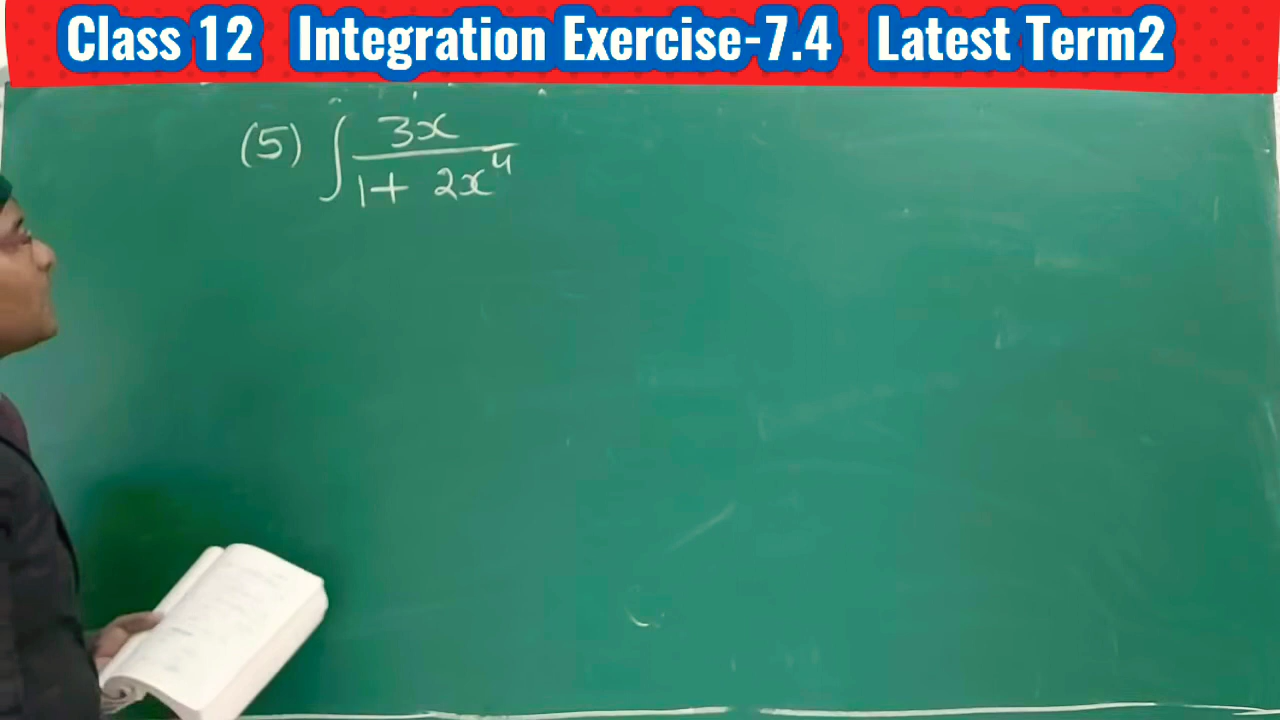 Class 12 Integration Exercise-7.4 Latest Term2
(5) ∫ 3x
1+ 2x⁴